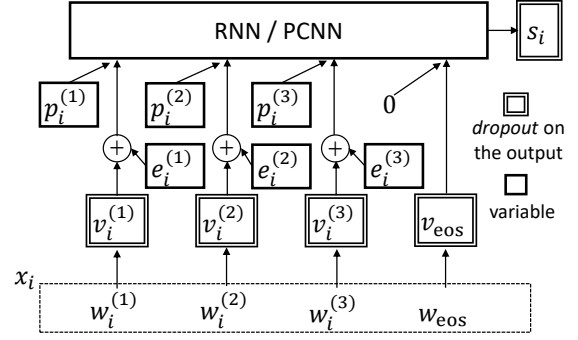 RNN / PCNN
s_i
p_i^{(1)} p_i^{(2)} p_i^{(3)} 0
dropout on
the output
+ + +
e_i^{(1)} e_i^{(2)} e_i^{(3)}
variable
v_i^{(1)} v_i^{(2)} v_i^{(3)} v_eos
x_i
w_i^{(1)} w_i^{(2)} w_i^{(3)} w_eos